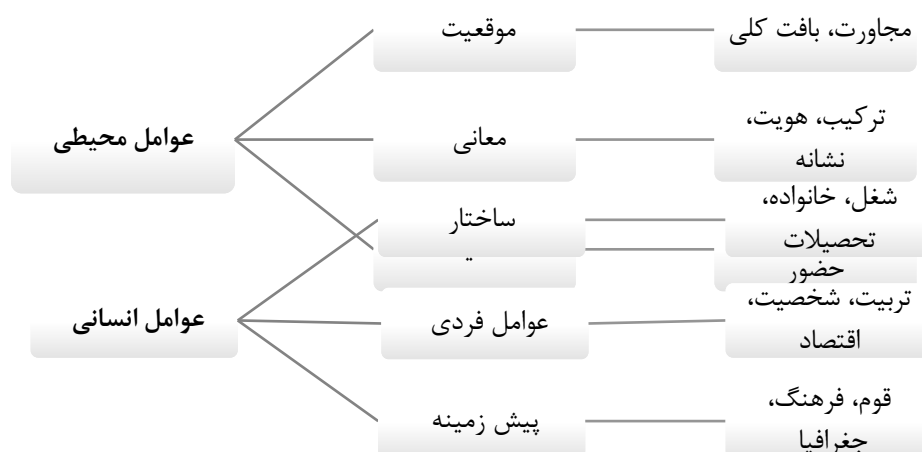 موقعیت
مجاورت، بافت کلی
عوامل محیطی
معانی
ترکیب، هویت،
نشانه
ساختار
شغل، خانواده،
تحصیلات
حضور
عوامل انسانی
عوامل فردی
تربیت، شخصیت،
اقتصاد
پیش زمینه
قوم، فرهنگ،
جغرافیا